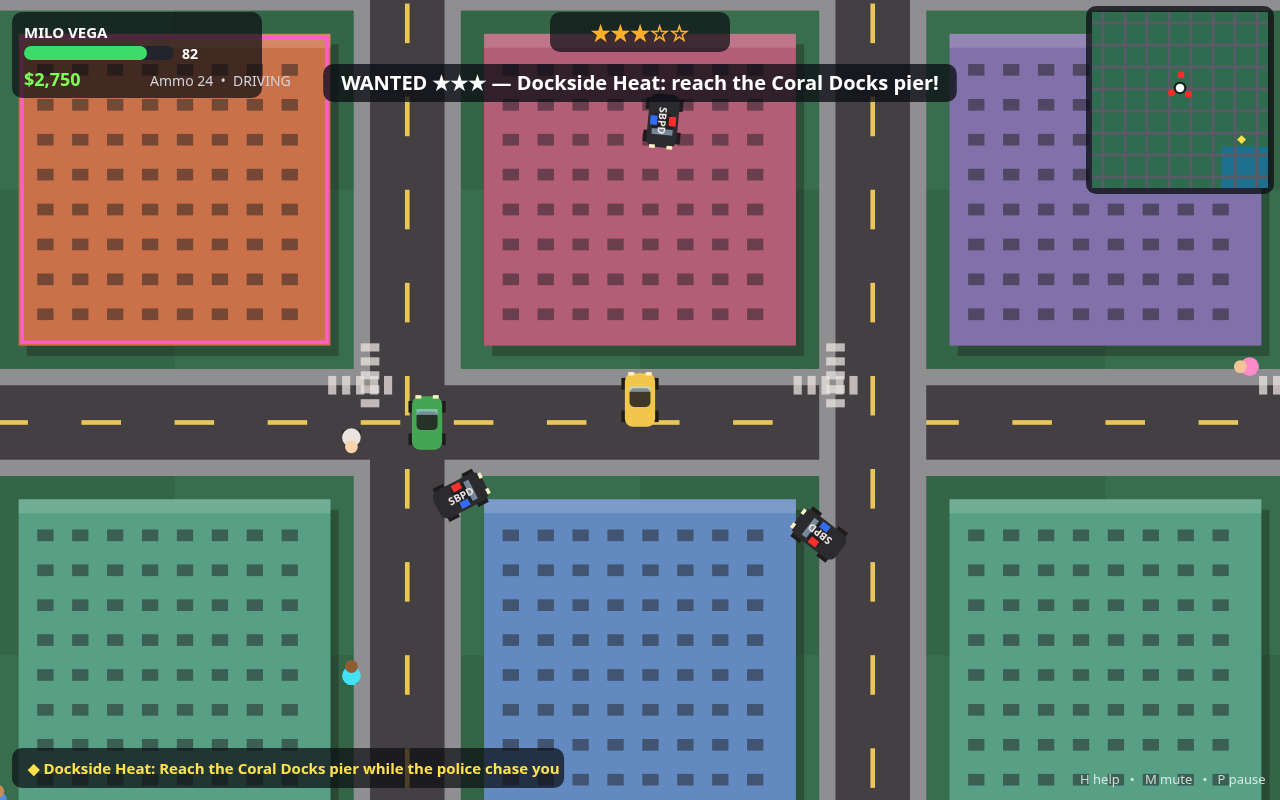 MILO VEGA
82
$2,750
Ammo 24 • DRIVING
★★★☆☆
WANTED ★★★ — Dockside Heat: reach the Coral Docks pier!
SBPD
SBPD
SBPD
◆ Dockside Heat: Reach the Coral Docks pier while the police chase you
H help • M mute • P pause